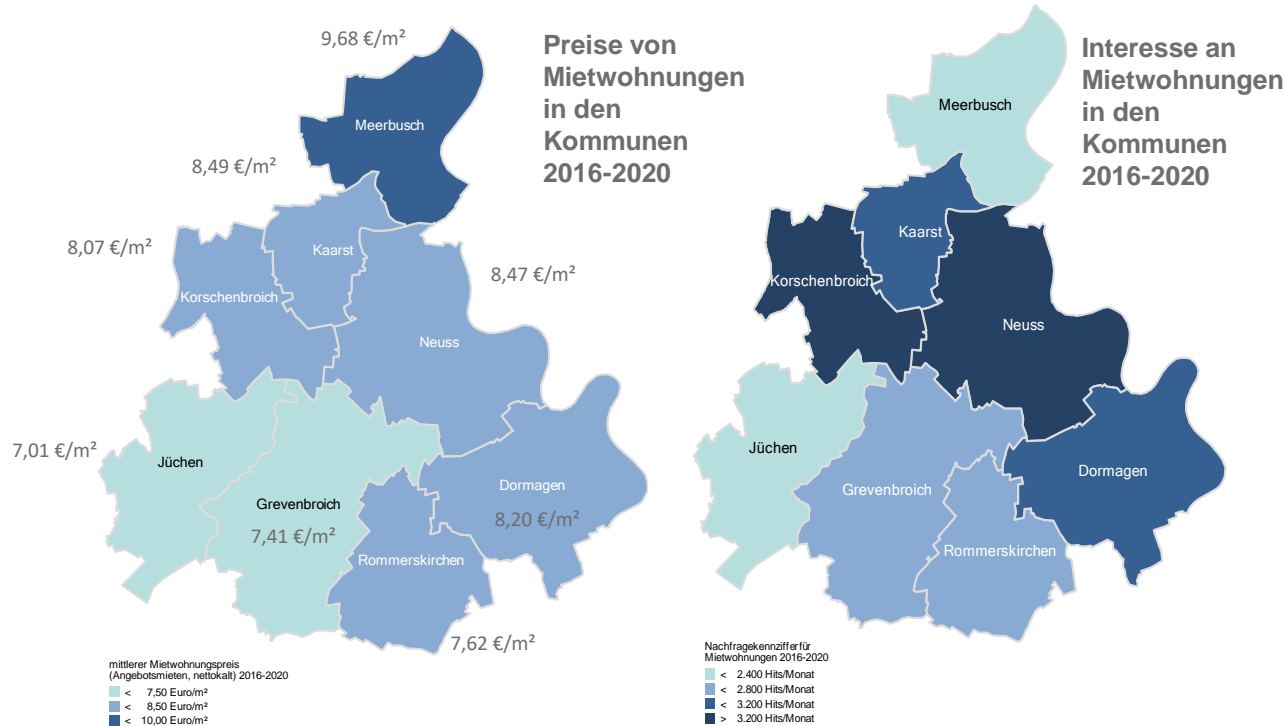 Preise von
Mietwohnungen
in den
Kommunen
2016-2020
9,68 €/m²
Meerbusch
8,49 €/m²
Kaarst
8,07 €/m²
Korschenbroich
8,47 €/m²
Neuss
7,01 €/m²
Jüchen
Grevenbroich
7,41 €/m²
Dormagen
8,20 €/m²
Rommerskirchen
7,62 €/m²
mittlerer Mietwohnungspreis
(Angebotsmieten, nettokalt) 2016-2020
< 7,50 Euro/m²
< 8,50 Euro/m²
< 10,00 Euro/m²
Interesse an
Mietwohnungen
in den
Kommunen
2016-2020
Meerbusch
Kaarst
Korschenbroich
Neuss
Jüchen
Grevenbroich
Dormagen
Rommerskirchen
Nachfragekennziffer für
Mietwohnungen 2016-2020
< 2.400 Hits/Monat
< 2.800 Hits/Monat
< 3.200 Hits/Monat
> 3.200 Hits/Monat